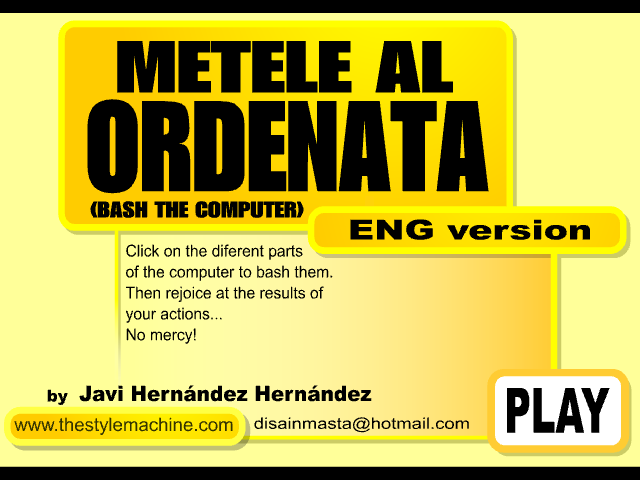 METELE AL
ORDENATA
(BASH THE COMPUTER)
ENG version
Click on the diferent parts
of the computer to bash them.
Then rejoice at the results of
your actions...
No mercy!
by Javi Hernández Hernández
www.thestylemachine.com
disainmasta@hotmail.com
PLAY